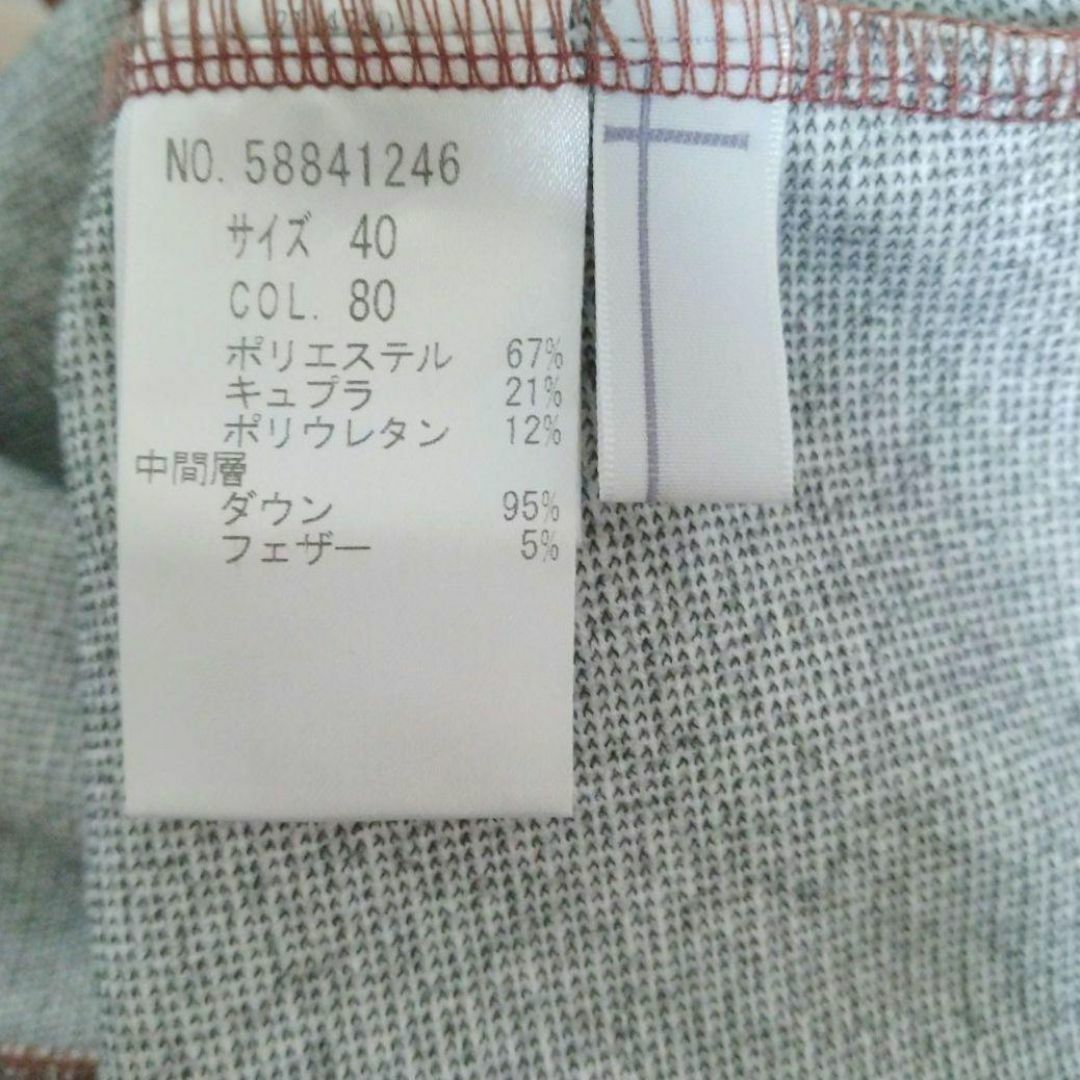 NO. 58841246
サイズ 40
COL. 80
ポリエステル 67%
キュプラ 21%
ポリウレタン 12%
中間層
ダウン 95%
フェザー 5%